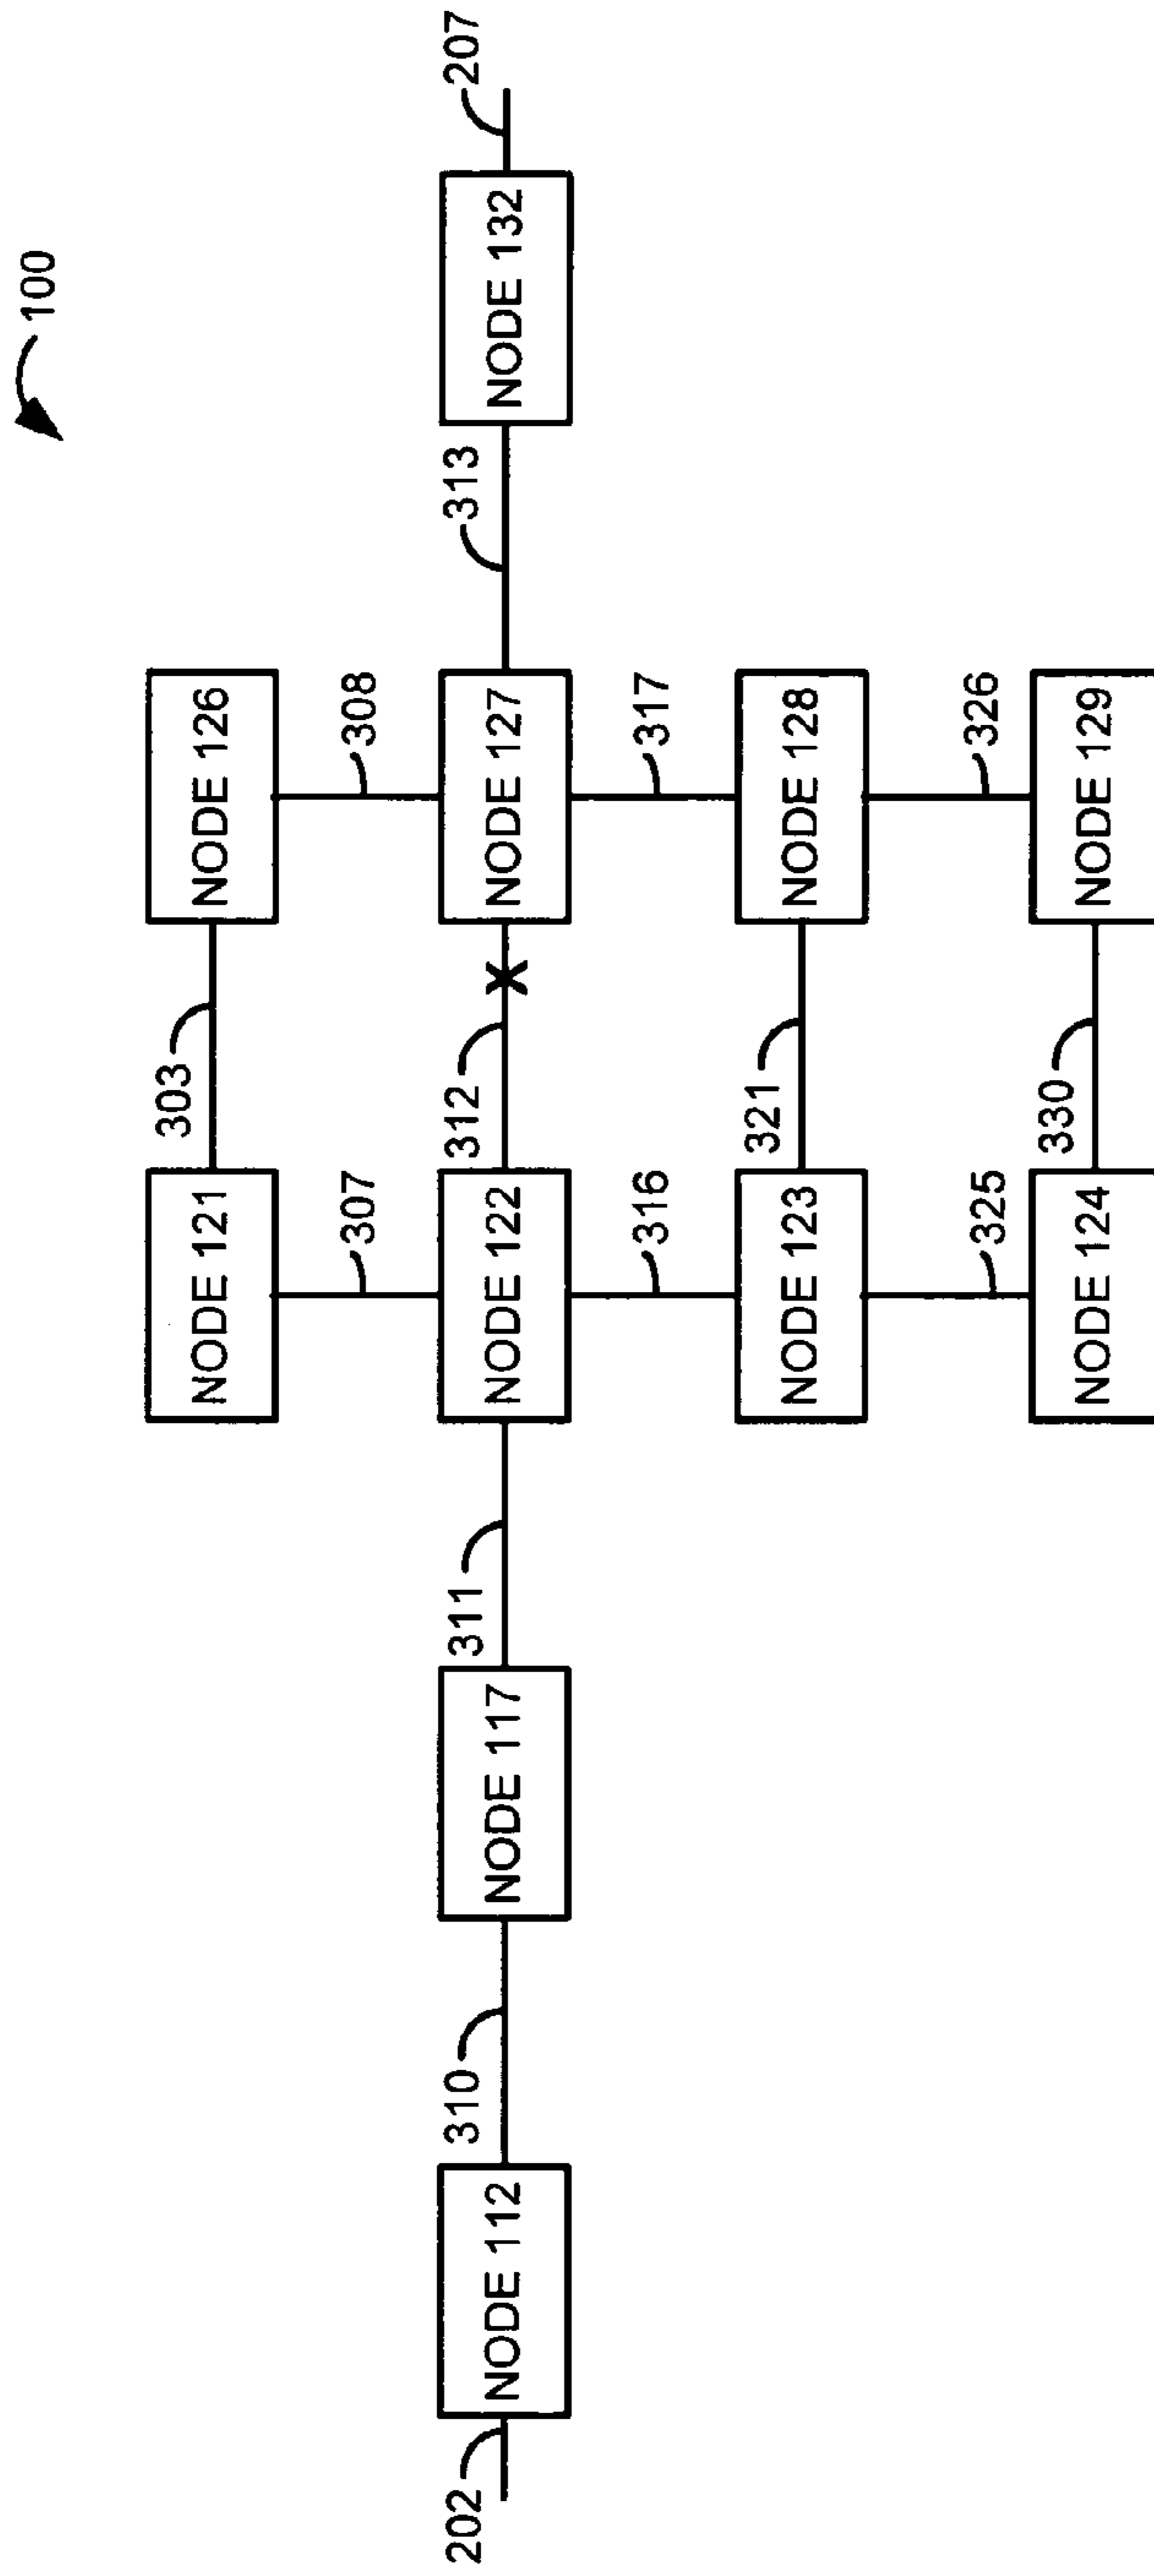 100
NODE 121
303
NODE 126
307
308
202
NODE 112
310
NODE 117
311
NODE 122
312
X
NODE 127
313
NODE 132
207
316
317
NODE 123
321
NODE 128
325
326
NODE 124
330
NODE 129